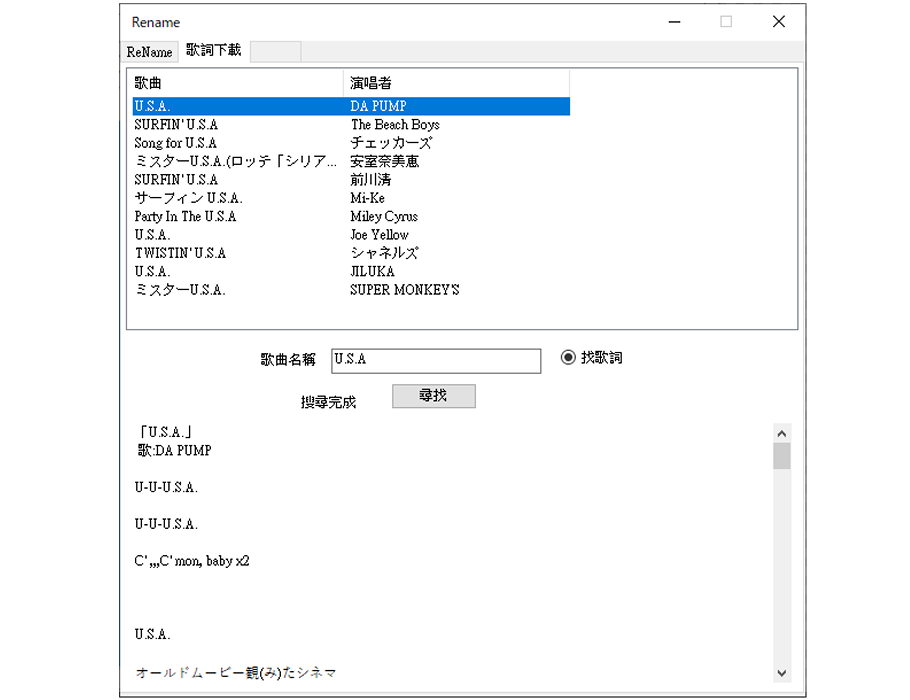 Rename
ReName 歌詞下載
歌曲 演唱者
U.S.A. DA PUMP
SURFIN' U.S.A The Beach Boys
Song for U.S.A チェッカーズ
ミスターU.S.A.(ロッテ「シリア... 安室奈美恵
SURFIN' U.S.A 前川清
サーフィン U.S.A. Mi-Ke
Party In The U.S.A Miley Cyrus
U.S.A. Joe Yellow
TWISTIN' U.S.A シャネルズ
U.S.A. JILUKA
ミスターU.S.A. SUPER MONKEY'S
歌曲名稱 U.S.A 找歌詞
搜尋完成 尋找
「U.S.A.」
歌:DA PUMP
U-U-U.S.A.
U-U-U.S.A.
C' ,,,C' mon, baby x2
U.S.A.
オールドムービー観(み)たシネマ